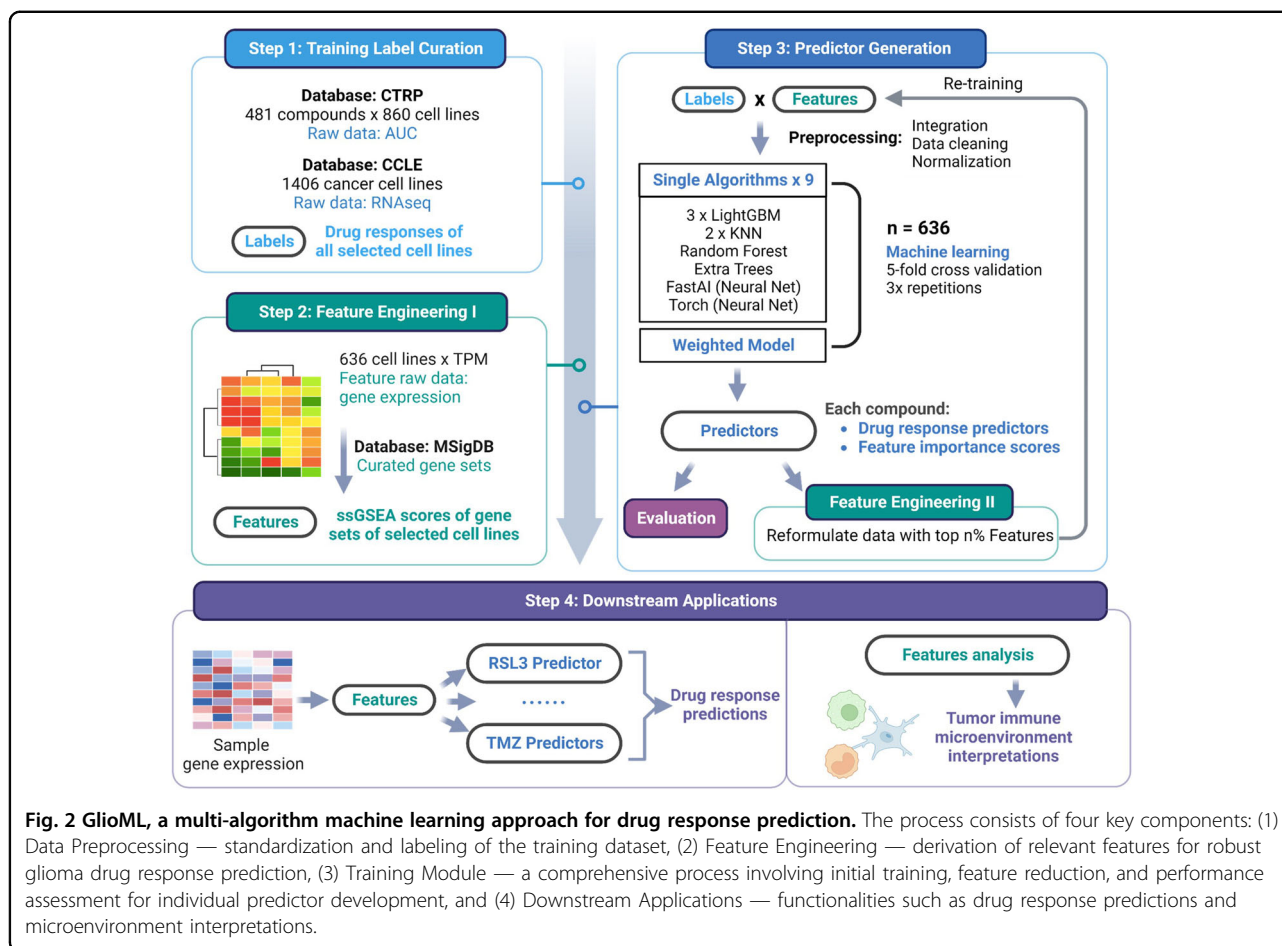 Step 1: Training Label Curation
Database: CTRP
481 compounds x 860 cell lines
Raw data: AUC
Database: CCLE
1406 cancer cell lines
Raw data: RNAseq
Labels
Drug responses of
all selected cell lines
Step 2: Feature Engineering I
636 cell lines x TPM
Feature raw data:
gene expression
Database: MSigDB
Curated gene sets
Features
ssGSEA scores of gene
sets of selected cell lines
Step 3: Predictor Generation
Labels x Features
Re-training
Preprocessing:
Integration
Data cleaning
Normalization
Single Algorithms x 9
3 x LightGBM
2 x KNN
Random Forest
Extra Trees
FastAI (Neural Net)
Torch (Neural Net)
Weighted Model
n = 636
Machine learning
5-fold cross validation
3x repetitions
Predictors
Each compound:
• Drug response predictors
• Feature importance scores
Evaluation
Feature Engineering II
Reformulate data with top n% Features
Step 4: Downstream Applications
Sample
gene expression
Features
RSL3 Predictor
......
TMZ Predictors
Drug response
predictions
Features analysis
Tumor immune
microenvironment
interpretations
Fig. 2 GlioML, a multi-algorithm machine learning approach for drug response prediction. The process consists of four key components: (1)
Data Preprocessing — standardization and labeling of the training dataset, (2) Feature Engineering — derivation of relevant features for robust
glioma drug response prediction, (3) Training Module — a comprehensive process involving initial training, feature reduction, and performance
assessment for individual predictor development, and (4) Downstream Applications — functionalities such as drug response predictions and
microenvironment interpretations.